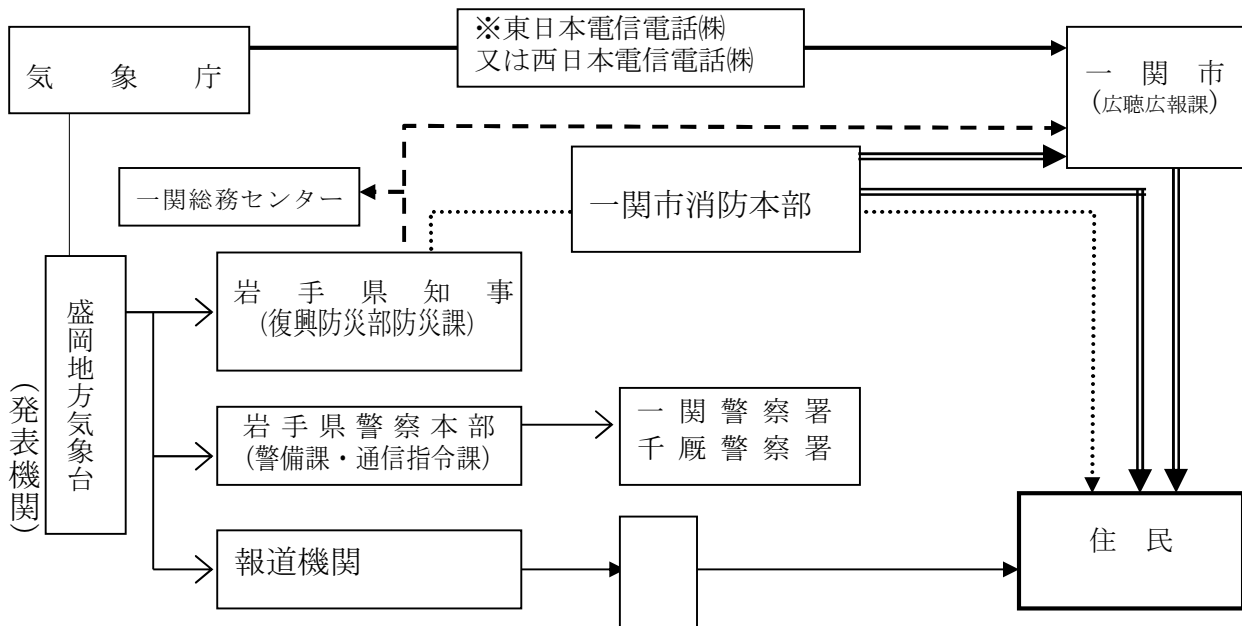 ※東日本電信電話㈱
又は西日本電信電話㈱
気　象　庁
一　関　市
(広聴広報課)
一関総務センター
一関市消防本部
岩　手　県　知　事
(復興防災部防災課)
盛岡地方気象台
(発表機関)
岩手県警察本部
(警備課・通信指令課)
一関警察署
千厩警察署
報道機関
住　民